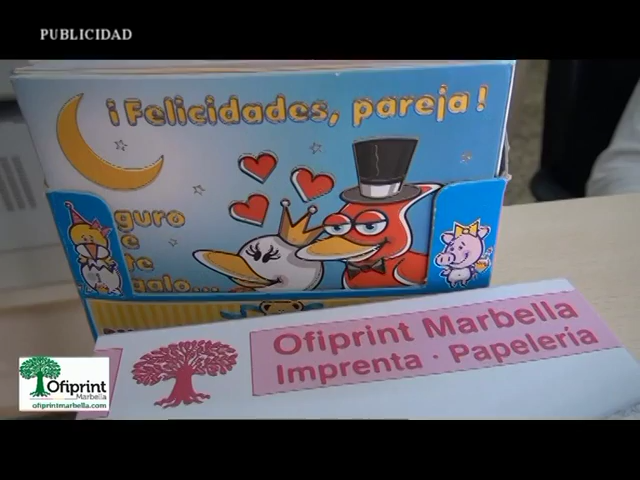 PUBLICIDAD
¡Felicidades, pareja!
guro
e
te
galo...
Ofiprint Marbella
Imprenta · Papelería
Ofiprint
Marbella
ofiprintmarbella.com